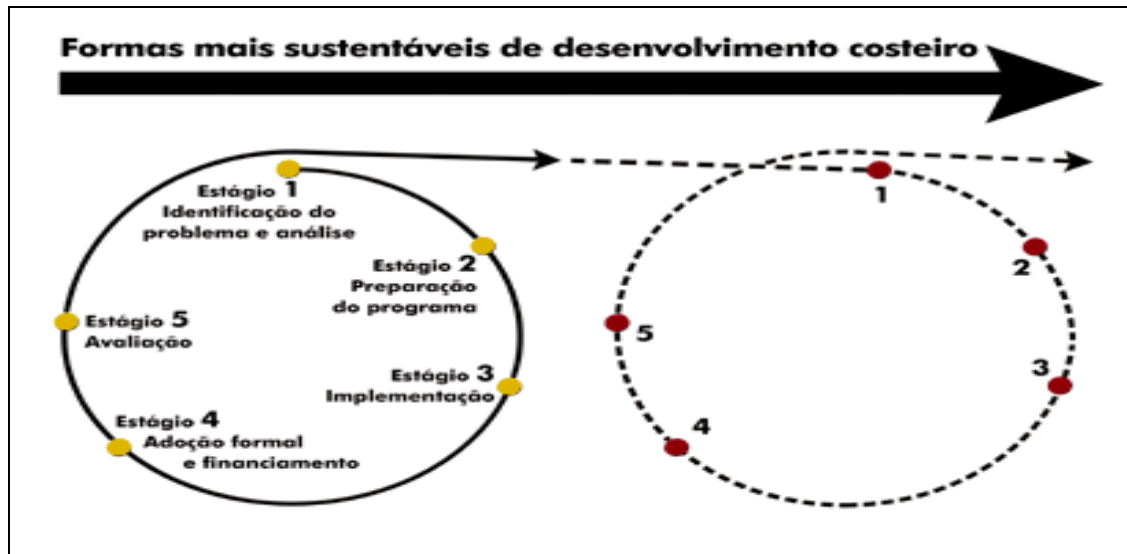 Formas mais sustentáveis de desenvolvimento costeiro
Estágio 1
Identificação do
problema e análise
Estágio 2
Preparação
do programa
Estágio 3
Implementação
Estágio 4
Adoção formal
e financiamento
Estágio 5
Avaliação
1
2
3
4
5